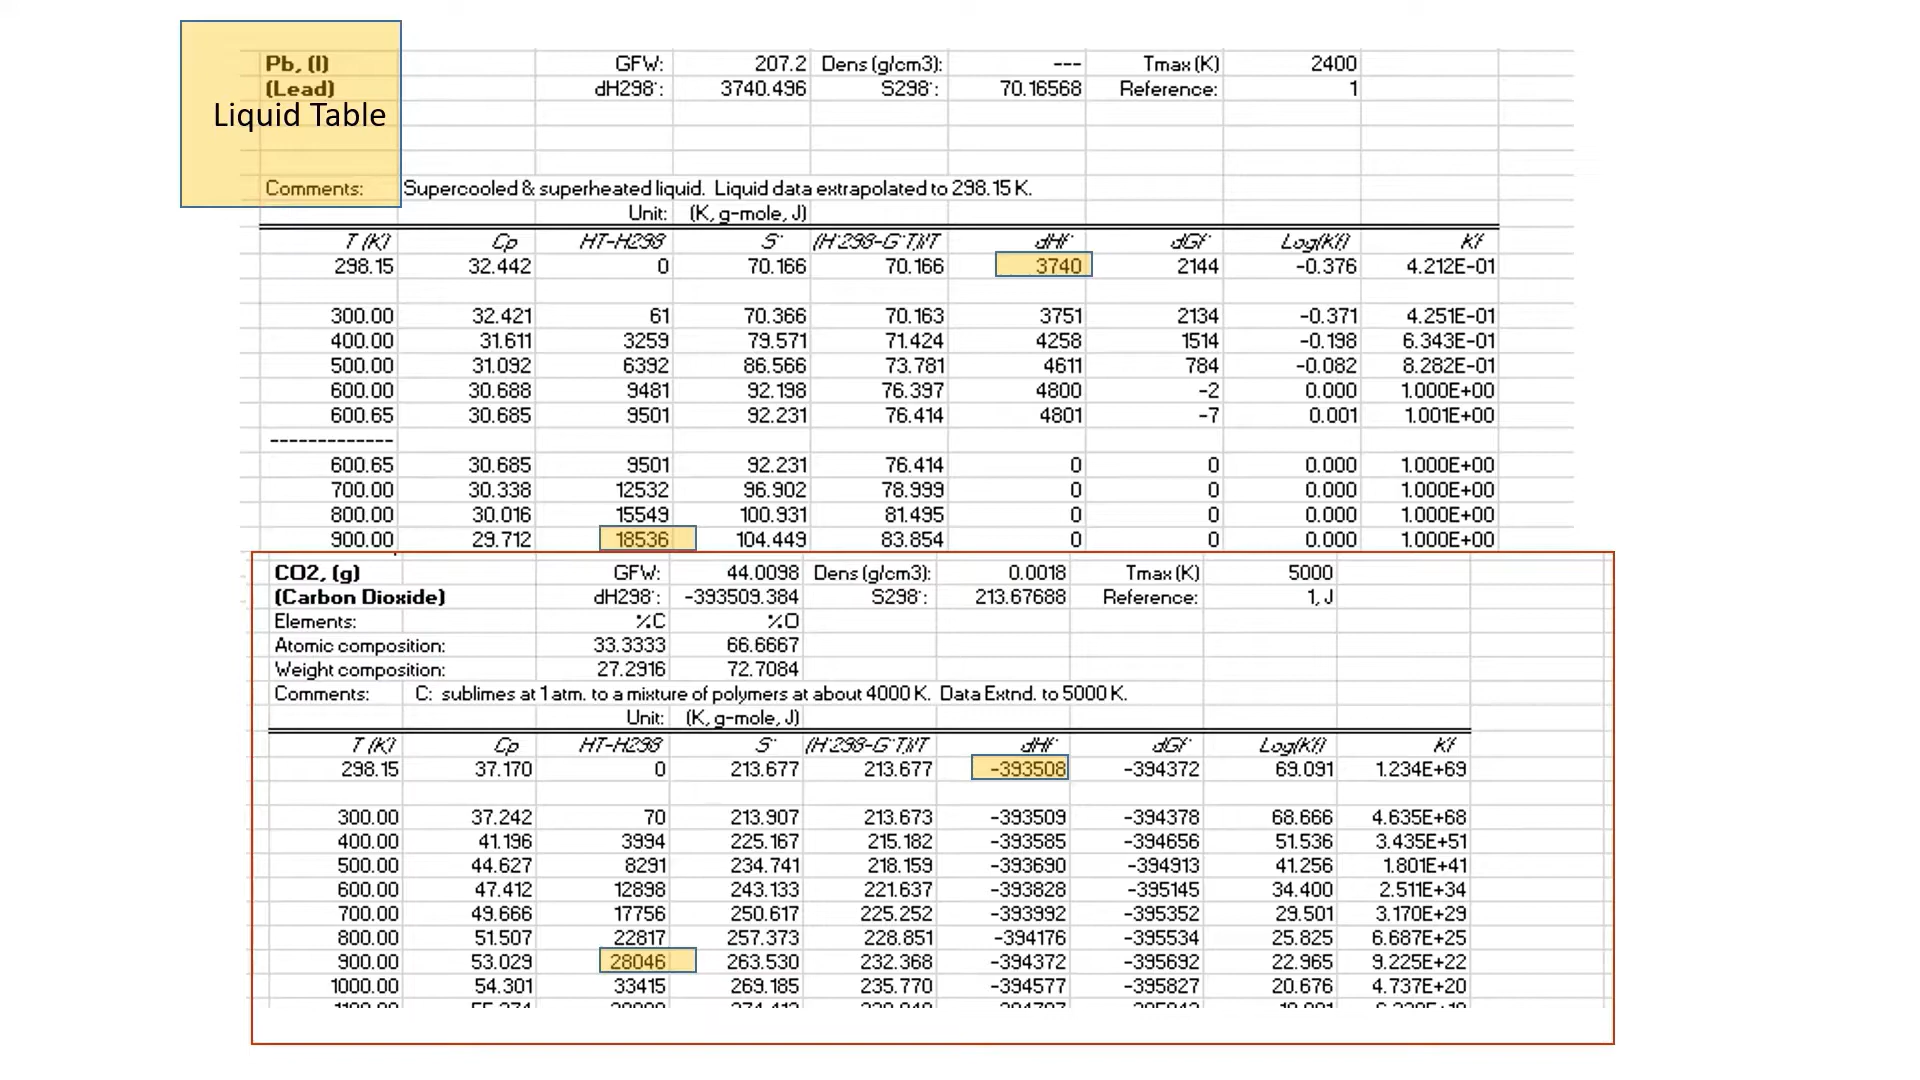 Pb, (l) GFW: 207.2 Dens (g/cm3): --- Tmax (K) 2400
(Lead) dH298°: 3740.496 S298°: 70.16568 Reference: 1
Liquid Table
Comments: Supercooled & superheated liquid. Liquid data extrapolated to 298.15 K.
Unit: (K, g-mole, J)
T (K) Cp HT-H298 S° (H°298-G°T)/T dHf° dGf° Log(Kf) Kf
298.15 32.442 0 70.166 70.166 3740 2144 -0.376 4.212E-01
300.00 32.421 61 70.366 70.163 3751 2134 -0.371 4.251E-01
400.00 31.611 3259 79.571 71.424 4258 1514 -0.198 6.343E-01
500.00 31.092 6392 86.566 73.781 4611 784 -0.082 8.282E-01
600.00 30.688 9481 92.198 76.397 4800 -2 0.000 1.000E+00
600.65 30.685 9501 92.231 76.414 4801 -7 0.001 1.001E+00
-------------
600.65 30.685 9501 92.231 76.414 0 0 0.000 1.000E+00
700.00 30.338 12532 96.902 78.999 0 0 0.000 1.000E+00
800.00 30.016 15549 100.931 81.495 0 0 0.000 1.000E+00
900.00 29.712 18536 104.449 83.854 0 0 0.000 1.000E+00
CO2, (g) GFW: 44.0098 Dens (g/cm3): 0.0018 Tmax (K) 5000
(Carbon Dioxide) dH298°: -393509.384 S298°: 213.67688 Reference: 1, J
Elements: %C %O
Atomic composition: 33.3333 66.6667
Weight composition: 27.2916 72.7084
Comments: C: sublimes at 1 atm. to a mixture of polymers at about 4000 K. Data Extnd. to 5000 K.
Unit: (K, g-mole, J)
T (K) Cp HT-H298 S° (H°298-G°T)/T dHf° dGf° Log(Kf) Kf
298.15 37.170 0 213.677 213.677 -393508 -394372 69.091 1.234E+69
300.00 37.242 70 213.907 213.673 -393509 -394378 68.666 4.635E+68
400.00 41.196 3994 225.167 215.182 -393585 -394656 51.536 3.435E+51
500.00 44.627 8291 234.741 218.159 -393690 -394913 41.256 1.801E+41
600.00 47.412 12898 243.133 221.637 -393828 -395145 34.400 2.511E+34
700.00 49.666 17756 250.617 225.252 -393992 -395352 29.501 3.170E+29
800.00 51.507 22817 257.373 228.851 -394176 -395534 25.825 6.687E+25
900.00 53.029 28046 263.530 232.368 -394372 -395692 22.965 9.225E+22
1000.00 54.301 33415 269.185 235.770 -394577 -395827 20.676 4.737E+20